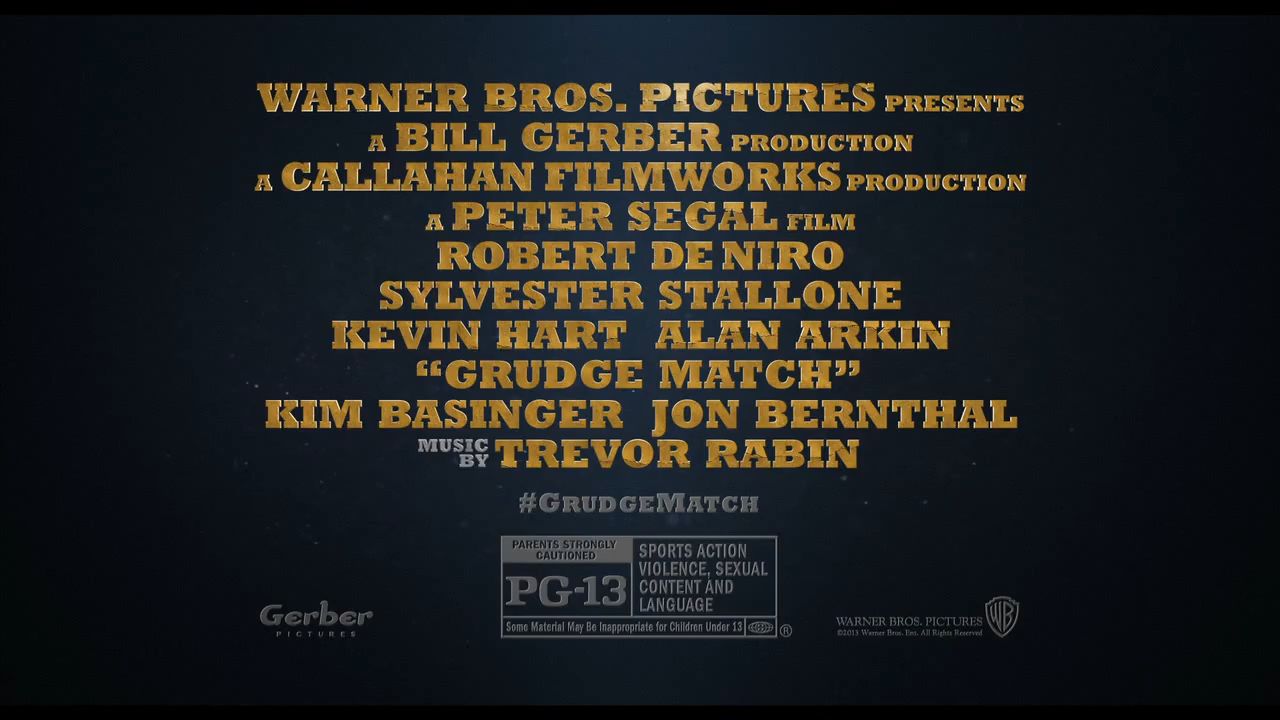 WARNER BROS. PICTURES PRESENTS
A BILL GERBER PRODUCTION
A CALLAHAN FILMWORKS PRODUCTION
A PETER SEGAL FILM
ROBERT DE NIRO
SYLVESTER STALLONE
KEVIN HART ALAN ARKIN
“GRUDGE MATCH”
KIM BASINGER JON BERNTHAL
MUSIC BY TREVOR RABIN
#GRUDGEMATCH
PARENTS STRONGLY
CAUTIONED
PG-13
SPORTS ACTION
VIOLENCE, SEXUAL
CONTENT AND
LANGUAGE
Some Material May Be Inappropriate for Children Under 13
®
Gerber
PICTURES
WARNER BROS. PICTURES
©2013 Warner Bros. Ent. All Rights Reserved
WB